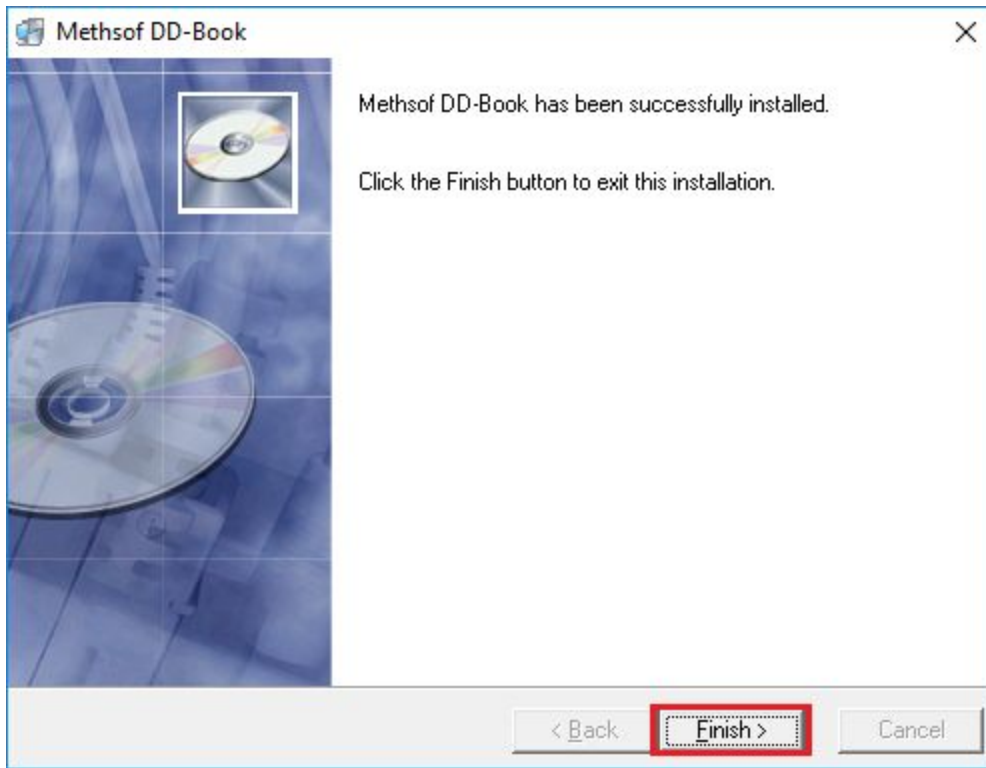 Methsof DD-Book
Methsof DD-Book has been successfully installed.
Click the Finish button to exit this installation.
< Back
Finish >
Cancel